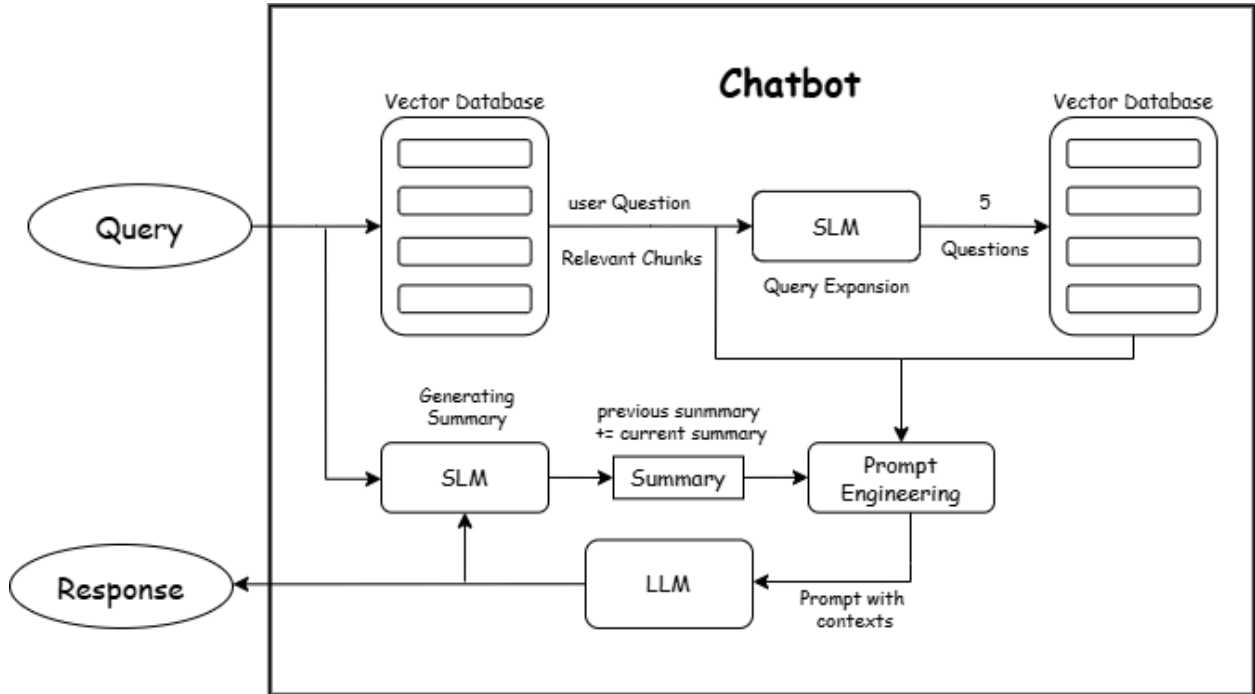 Chatbot
Vector Database
Vector Database
Query
user Question
Relevant Chunks
SLM
Query Expansion
5
Questions
Generating
Summary
previous sunmmary
+= current summary
SLM
Summary
Prompt
Engineering
Response
LLM
Prompt with
contexts